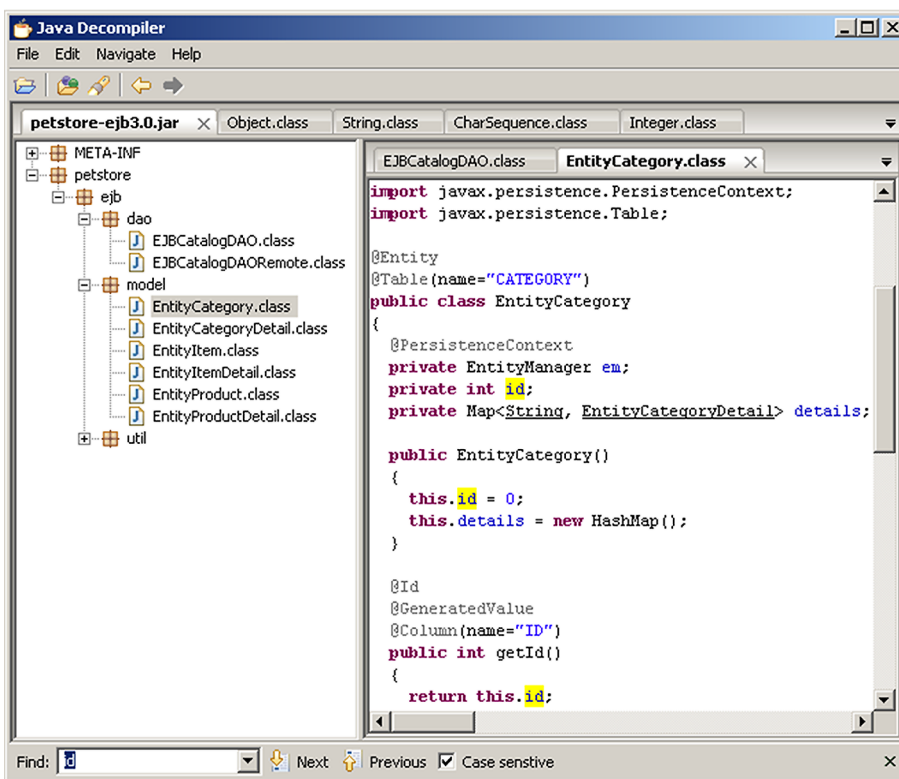 Java Decompiler
File Edit Navigate Help
petstore-ejb3.0.jar Object.class String.class CharSequence.class Integer.class
META-INF
petstore
ejb
dao
EJBCatalogDAO.class
EJBCatalogDAORemote.class
model
EntityCategory.class
EntityCategoryDetail.class
EntityItem.class
EntityItemDetail.class
EntityProduct.class
EntityProductDetail.class
util
EJBCatalogDAO.class EntityCategory.class
import javax.persistence.PersistenceContext;
import javax.persistence.Table;
@Entity
@Table(name="CATEGORY")
public class EntityCategory
{
@PersistenceContext
private EntityManager em;
private int id;
private Map<String, EntityCategoryDetail> details;
public EntityCategory()
{
this.id = 0;
this.details = new HashMap();
}
@Id
@GeneratedValue
@Column(name="ID")
public int getId()
{
return this.id;
Find: id Next Previous Case senstive